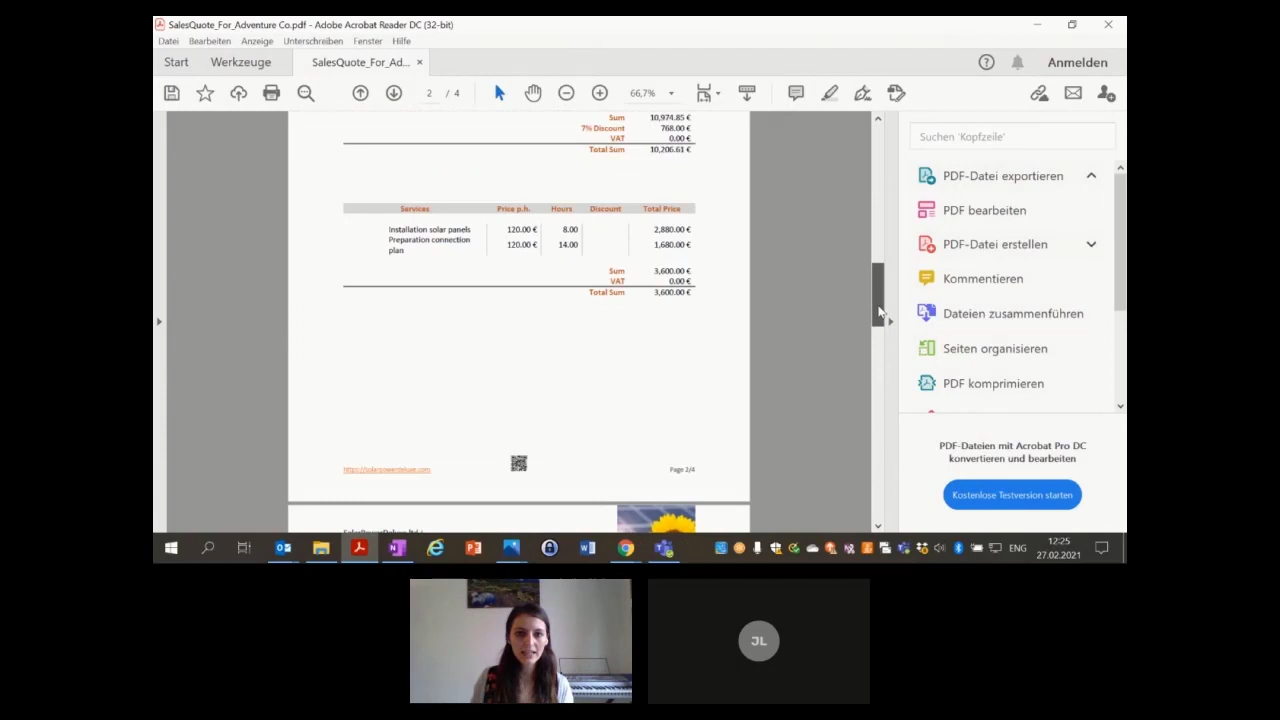 SalesQuote_For_Adventure Co.pdf - Adobe Acrobat Reader DC (32-bit)
Datei Bearbeiten Anzeige Unterschreiben Fenster Hilfe
Start Werkzeuge SalesQuote_For_Ad... × Anmelden
2 / 4 66,7%
Sum 10,974.85 €
7% Discount 768.00 €
VAT 0.00 €
Total Sum 10,206.61 €
Services Price p.h. Hours Discount Total Price
Installation solar panels 120.00 € 8.00 2,880.00 €
Preparation connection
plan 120.00 € 14.00 1,680.00 €
Sum 3,600.00 €
VAT 0.00 €
Total Sum 3,600.00 €
Page 2/4
Suchen 'Kopfzeile'
PDF-Datei exportieren
PDF bearbeiten
PDF-Datei erstellen
Kommentieren
Dateien zusammenführen
Seiten organisieren
PDF komprimieren
PDF-Dateien mit Acrobat Pro DC
konvertieren und bearbeiten
Kostenlose Testversion starten
ENG
12:25
27.02.2021
JL